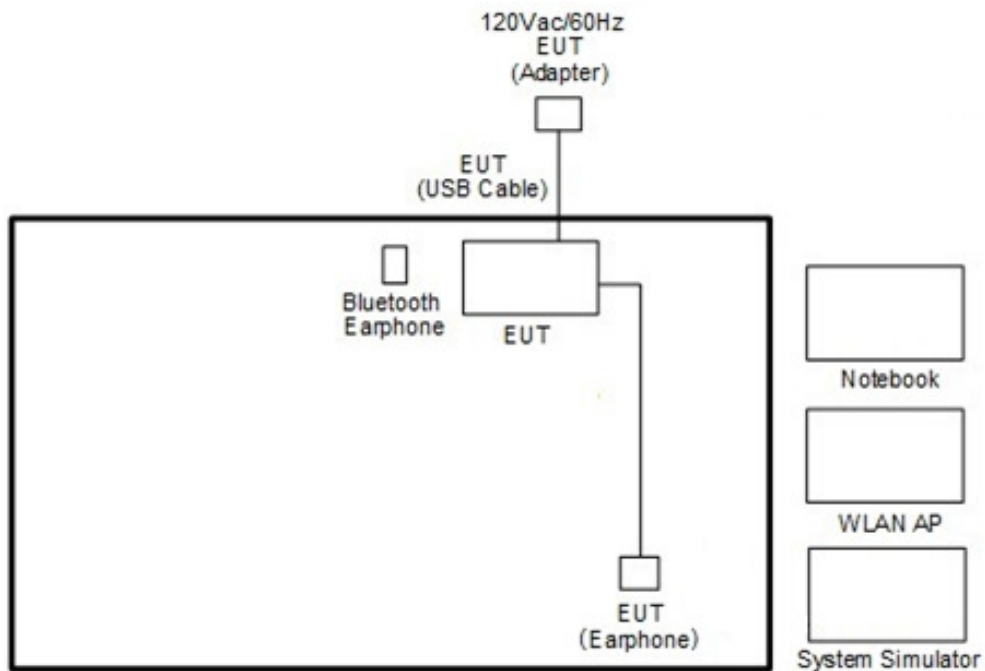 120Vac/60Hz
EUT
(Adapter)
EUT
(USB Cable)
Bluetooth
Earphone
EUT
Notebook
WLAN AP
EUT
(Earphone)
System Simulator